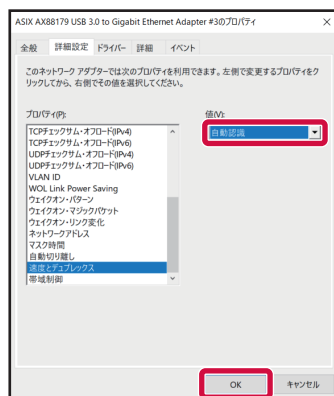 ASIX AX88179 USB 3.0 to Gigabit Ethernet Adapter #3のプロパティ
全般 詳細設定 ドライバー 詳細 イベント
このネットワーク アダプターでは次のプロパティを利用できます。左側で変更するプロパティをク
リックしてから、右側でその値を選択してください。
プロパティ(P): 値(V):
TCPチェックサム・オフロード(IPv4) 自動認識
TCPチェックサム・オフロード(IPv6)
UDPチェックサム・オフロード(IPv4)
UDPチェックサム・オフロード(IPv6)
VLAN ID
WOL Link Power Saving
ウェイクオン・パターン
ウェイクオン・マジックパケット
ウェイクオン・リンク変化
ネットワークアドレス
マスク時間
自動切り離し
速度とデュプレックス
帯域制御
OK キャンセル